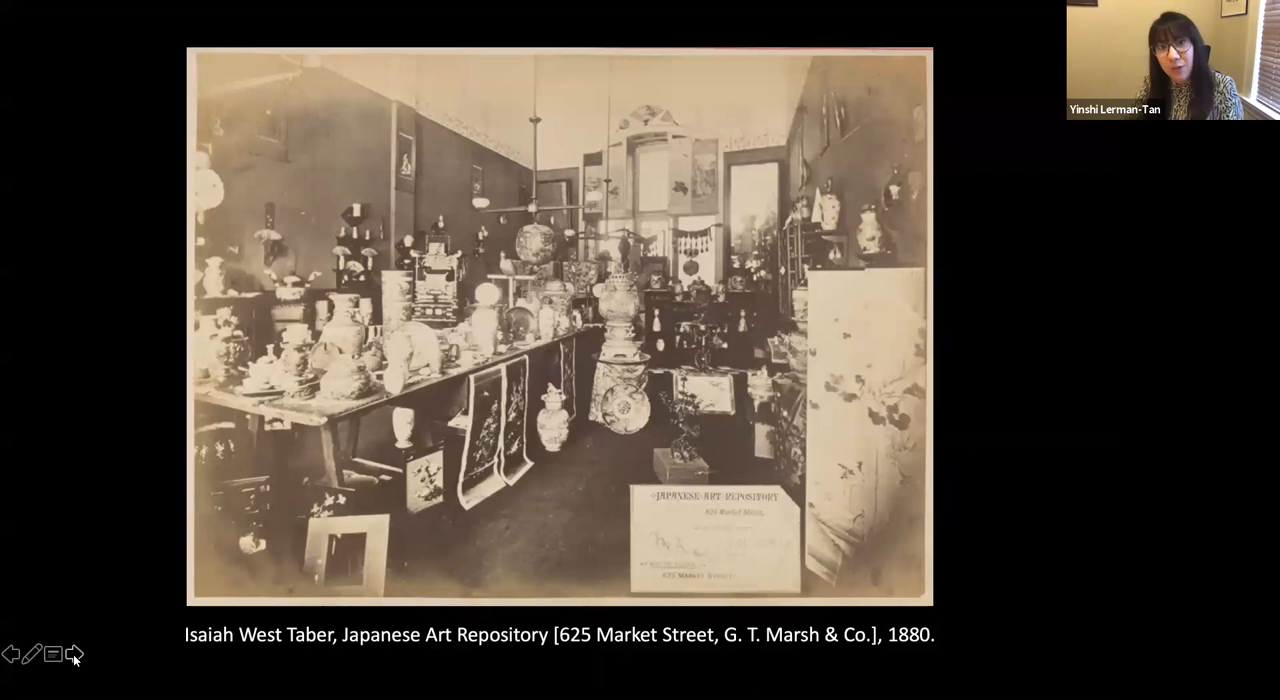 Yinshi Lerman-Tan
JAPANESE ART REPOSITORY
625 Market Street,
625 MARKET STREET
Isaiah West Taber, Japanese Art Repository [625 Market Street, G. T. Marsh & Co.], 1880.